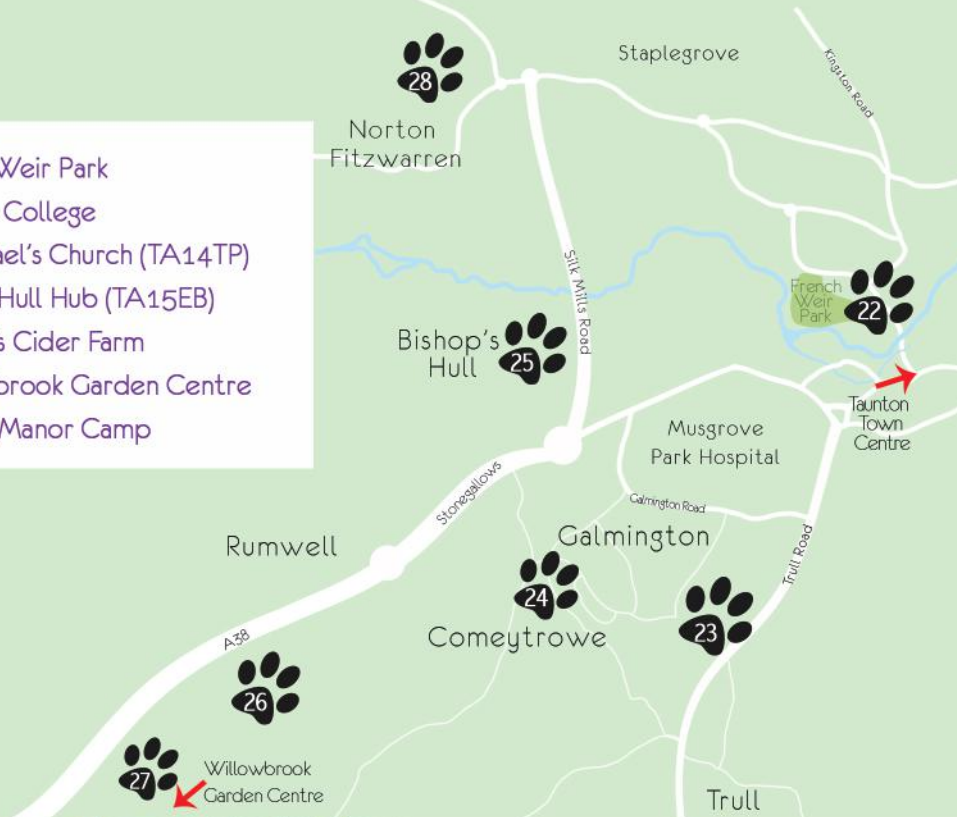 28
Staplegrove
Kingston Road
Norton
Fitzwarren
Weir Park
College
ael's Church (TA14TP)
Hull Hub (TA15EB)
s Cider Farm
brook Garden Centre
Manor Camp
Silk Mills Road
French
Weir
Park
22
Bishop's
Hull
25
Taunton
Town
Centre
Musgrove
Park Hospital
Stonegallows
Galmington Road
Rumwell
Galmington
Trull Road
24
23
Comeytrowe
A38
26
27
Willowbrook
Garden Centre
Trull